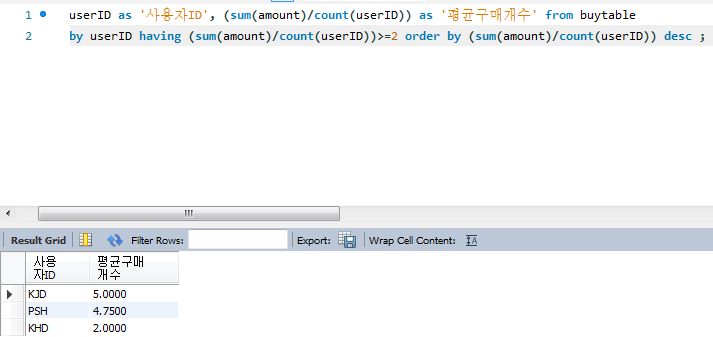 1 userID as '사용자ID', (sum(amount)/count(userID)) as '평균구매개수' from buytable
2 by userID having (sum(amount)/count(userID))>=2 order by (sum(amount)/count(userID)) desc ;
Result Grid Filter Rows: Export: Wrap Cell Content:
사용 평균구매
자ID 개수
KJD 5.0000
PSH 4.7500
KHD 2.0000